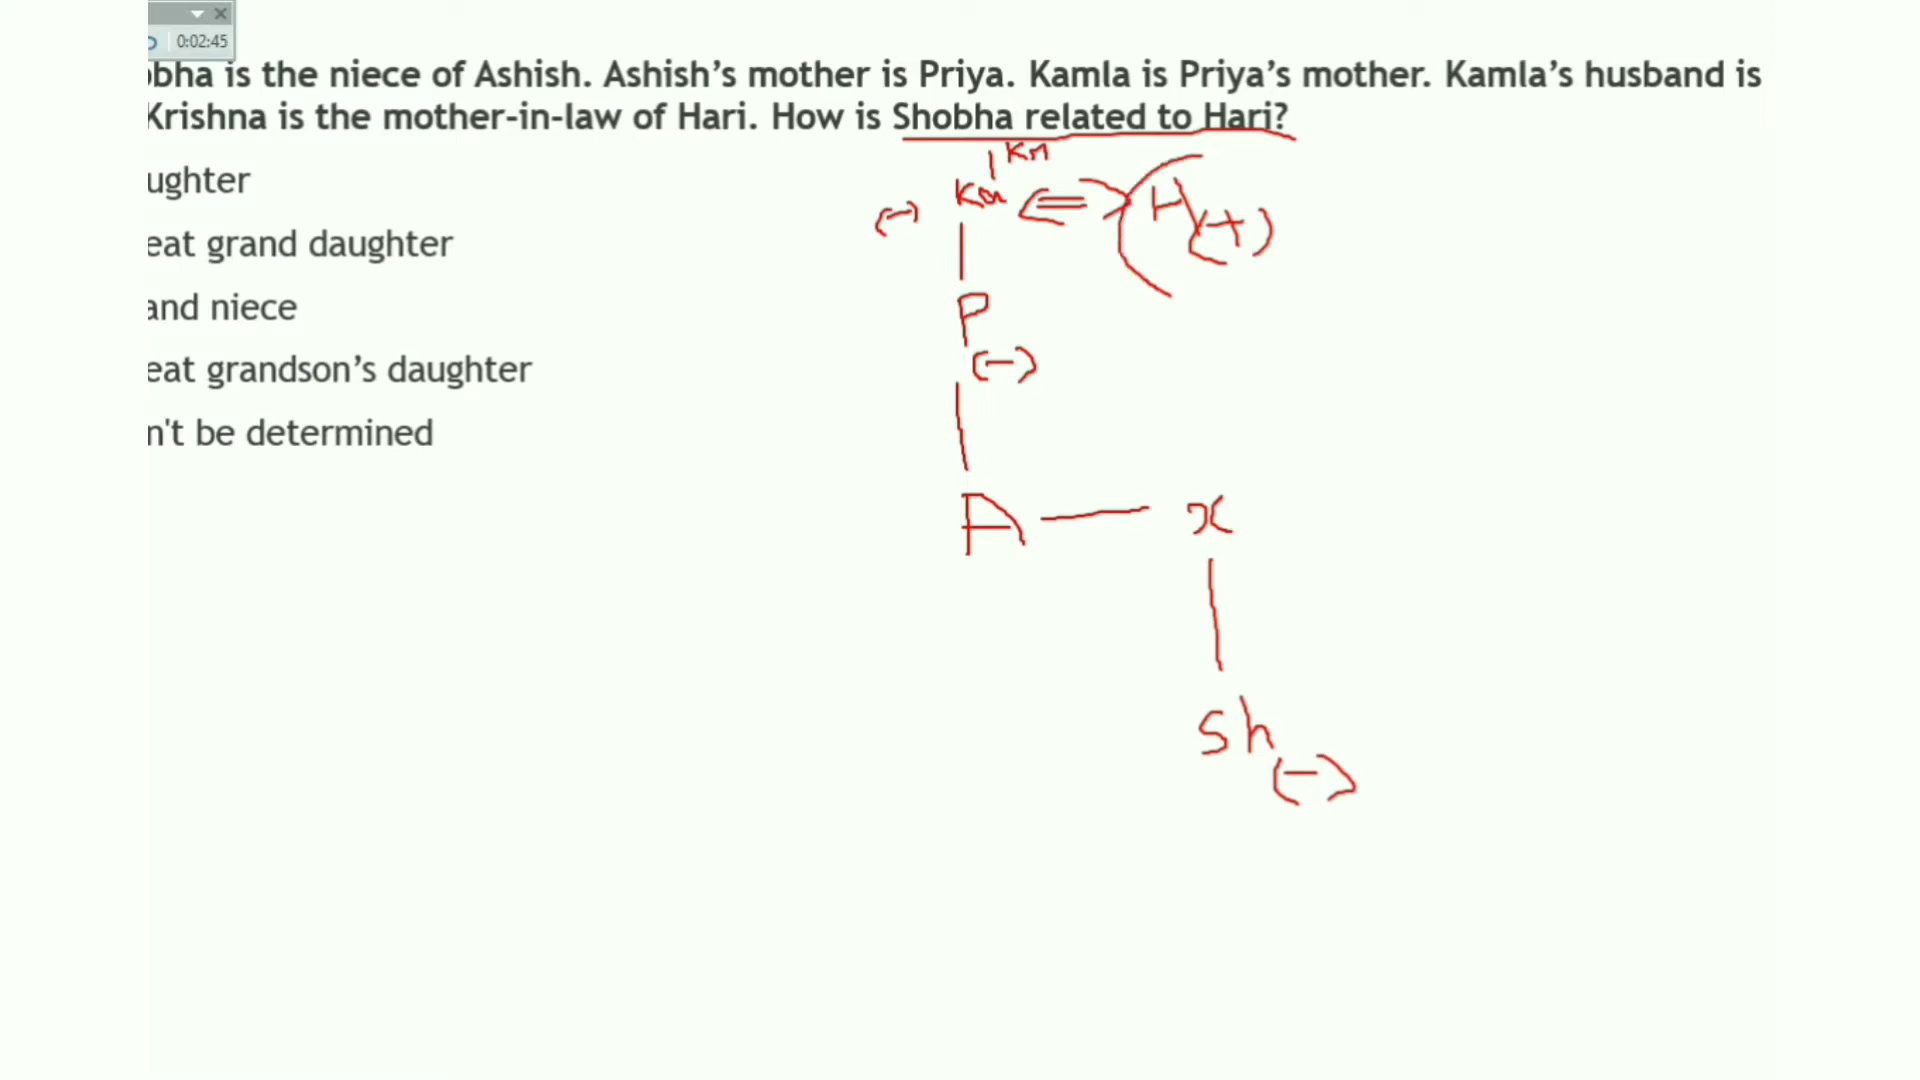 0:02:45
bha is the niece of Ashish. Ashish’s mother is Priya. Kamla is Priya’s mother. Kamla’s husband is
Krishna is the mother-in-law of Hari. How is Shobha related to Hari?
ughter
eat grand daughter
and niece
eat grandson’s daughter
n't be determined
Kn
Km
H
(-)
(+)
P
(-)
A — x
sh
(-)